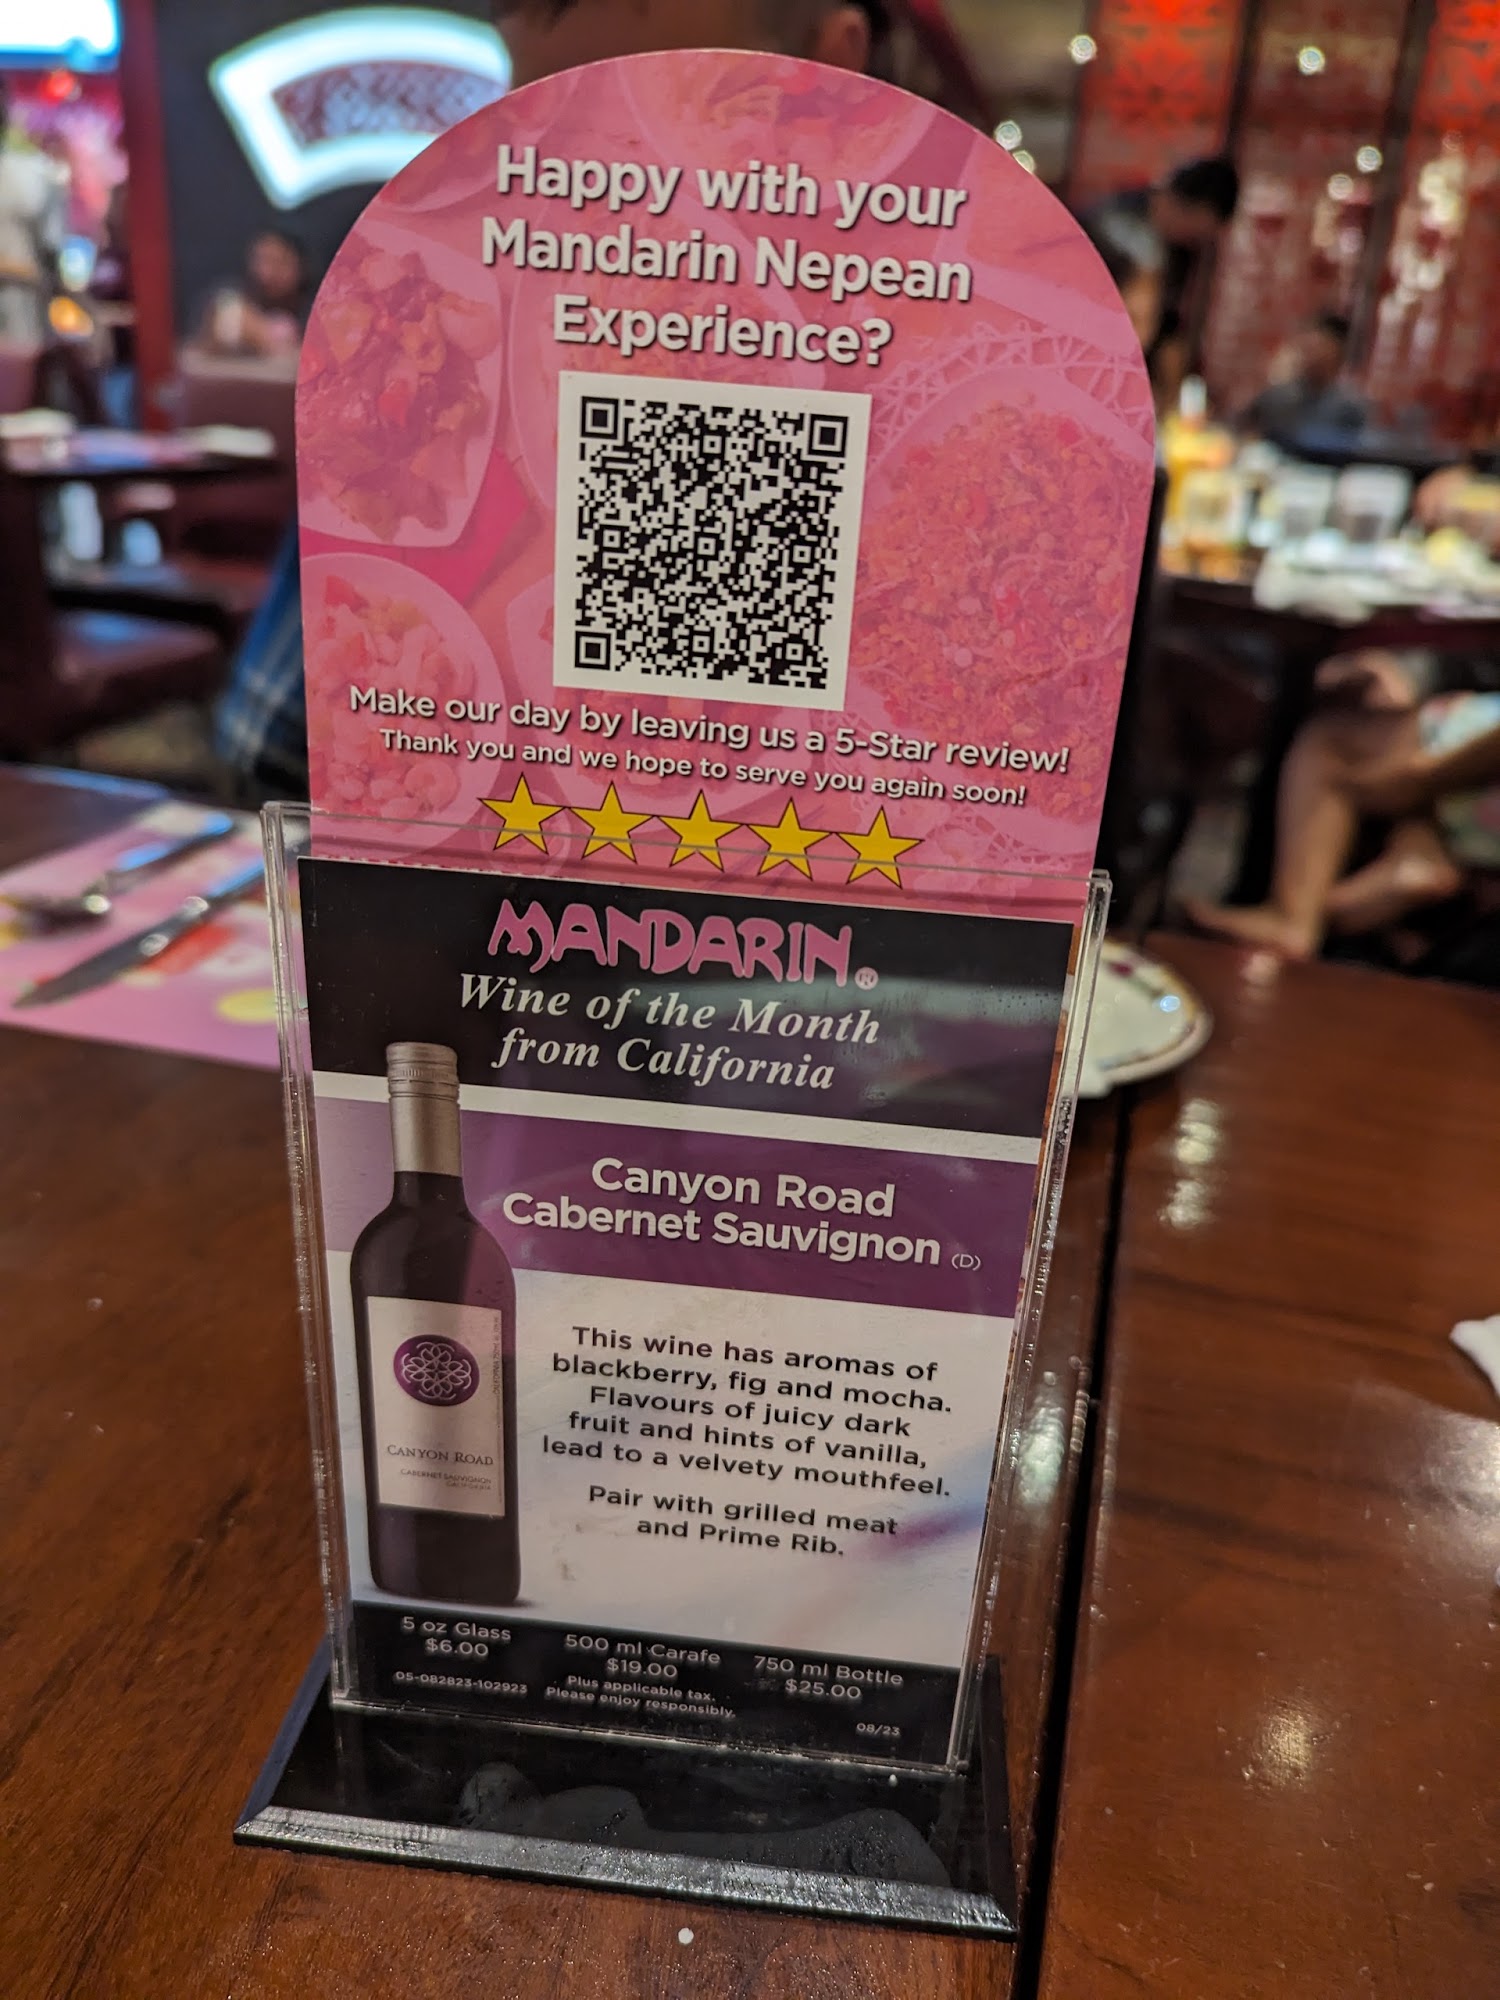 Happy with your
Mandarin Nepean
Experience?
Make our day by leaving us a 5-Star review!
Thank you and we hope to serve you again soon!
MANDARIN®
Wine of the Month
from California
Canyon Road
Cabernet Sauvignon (D)
This wine has aromas of
blackberry, fig and mocha.
Flavours of juicy dark
fruit and hints of vanilla,
lead to a velvety mouthfeel.
Pair with grilled meat
and Prime Rib.
CANYON ROAD
CABERNET SAUVIGNON
CALIFORNIA
5 oz Glass
$6.00
500 ml Carafe
$19.00
750 ml Bottle
$25.00
05-082823-102923
Plus applicable tax.
Please enjoy responsibly.
08/23